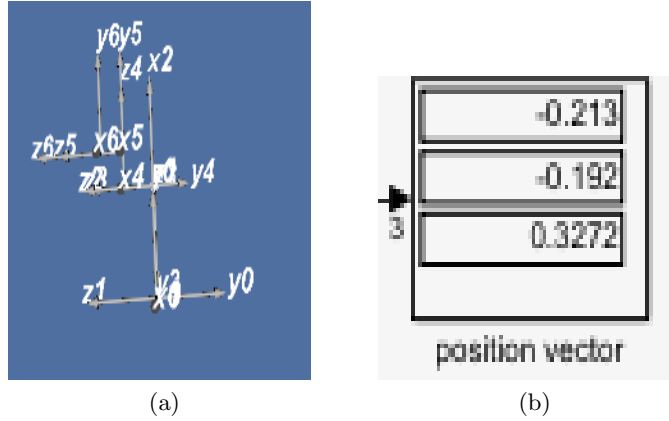 y6y5
z4 x2
z6z5 x6x5
x4 y4
z1 y0
-0.213
-0.192
3
0.3272
position vector
(a)
(b)